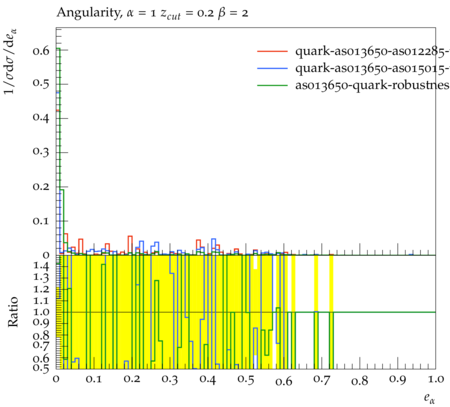 Angularity, α = 1 z_cut = 0.2 β = 2
1/σdσ/de_α
0.6
0.5
0.4
0.3
0.2
0.1
0
quark-as013650-as012285-
quark-as013650-as015015-
as013650-quark-robustnes
Ratio
1.4
1.3
1.2
1.1
1.0
0.9
0.8
0.7
0.6
0.5
0 0.1 0.2 0.3 0.4 0.5 0.6 0.7 0.8 0.9 1.0
e_α